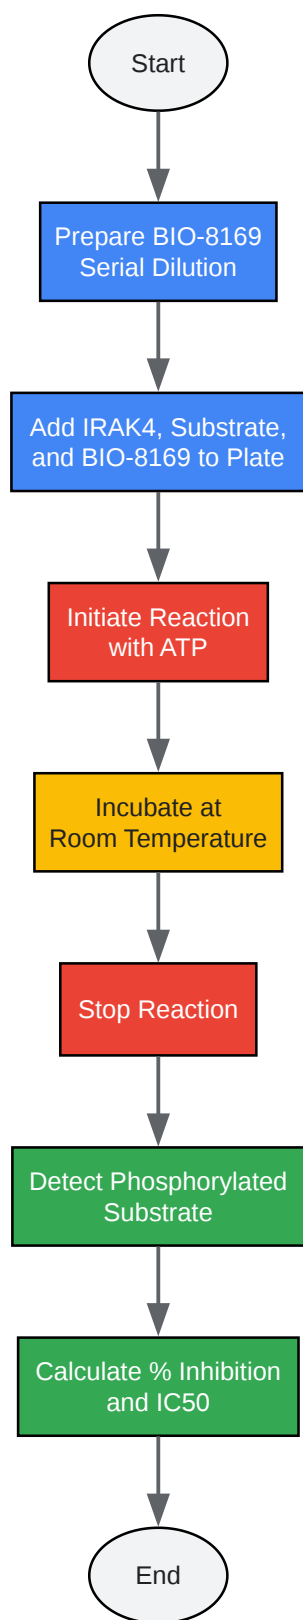 Start
Prepare BIO-8169
Serial Dilution
Add IRAK4, Substrate,
and BIO-8169 to Plate
Initiate Reaction
with ATP
Incubate at
Room Temperature
Stop Reaction
Detect Phosphorylated
Substrate
Calculate % Inhibition
and IC50
End